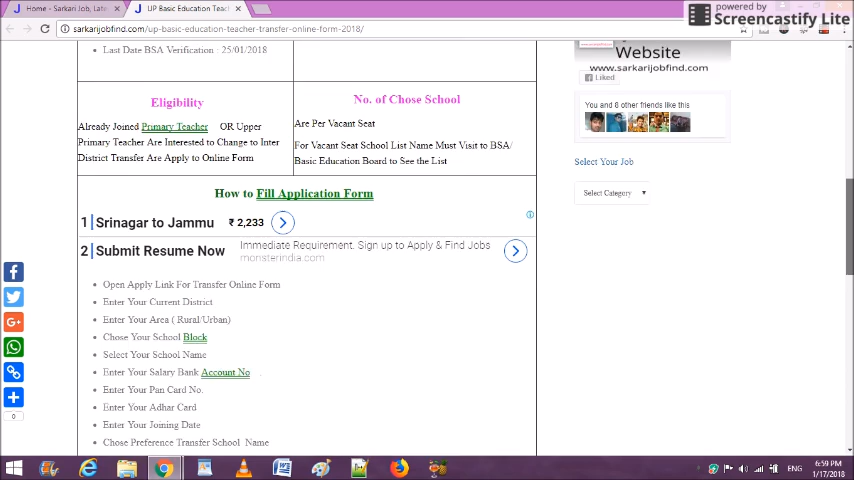 powered by
Screencastify Lite
Home - Sarkari Job, Late
UP Basic Education Teac
sarkarijobfind.com/up-basic-education-teacher-transfer-online-form-2018/
Last Date BSA Verification : 25/01/2018
Website
www.sarkarijobfind.com
Liked
You and 8 other friends like this
Select Your Job
Select Category
Eligibility
Already Joined Primary Teacher OR Upper
Primary Teacher Are Interested to Change to Inter
District Transfer Are Apply to Online Form
No. of Chose School
Are Per Vacant Seat
For Vacant Seat School List Name Must Visit to BSA/
Basic Education Board to See the List
How to Fill Application Form
1 Srinagar to Jammu ₹ 2,233
2 Submit Resume Now
Immediate Requirement. Sign up to Apply & Find Jobs
monsterindia.com
Open Apply Link For Transfer Online Form
Enter Your Current District
Enter Your Area ( Rural/Urban)
Chose Your School Block
Select Your School Name
Enter Your Salary Bank Account No .
Enter Your Pan Card No.
Enter Your Adhar Card
Enter Your Joining Date
Chose Preference Transfer School Name
0
ENG
6:59 PM
1/17/2018